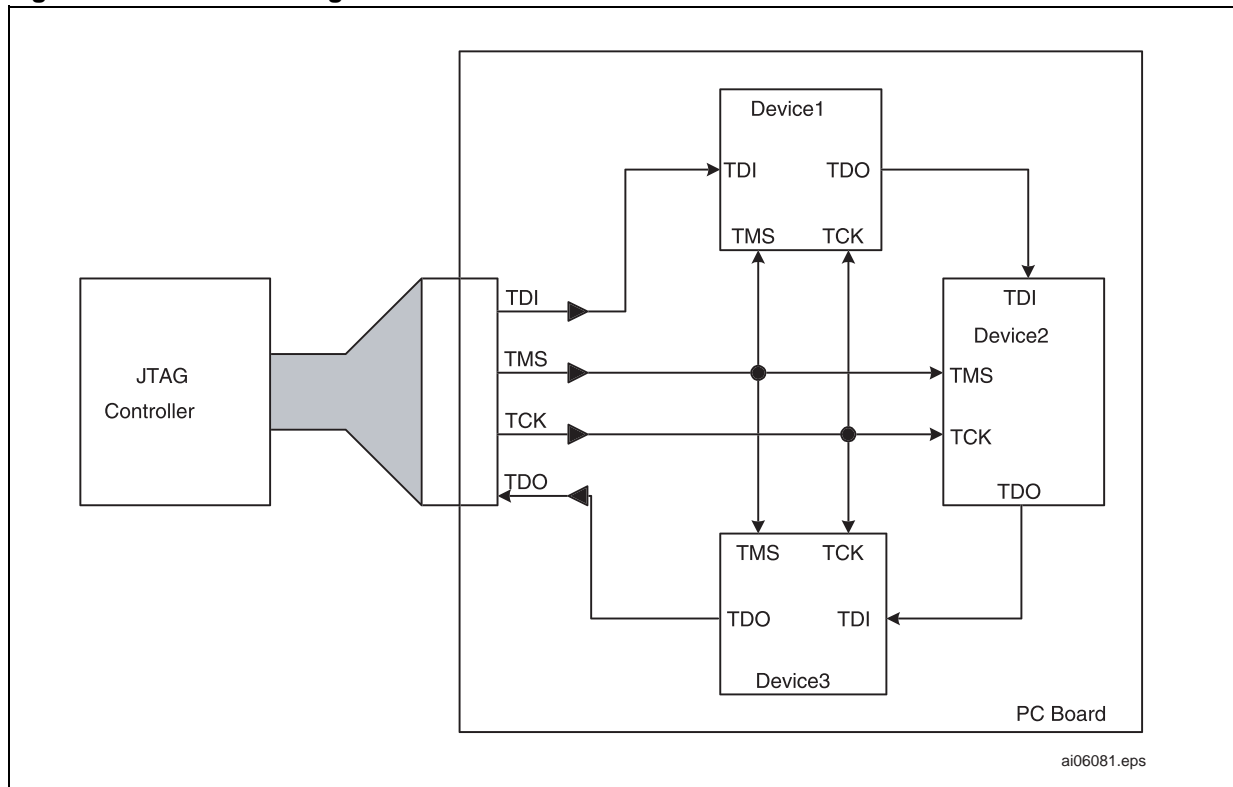 Device1
TDI TDO
TMS TCK
TDI
TMS
TCK
TDO
JTAG
Controller
TDI
Device2
TMS
TCK
TDO
TMS TCK
TDO TDI
Device3
PC Board
ai06081.eps